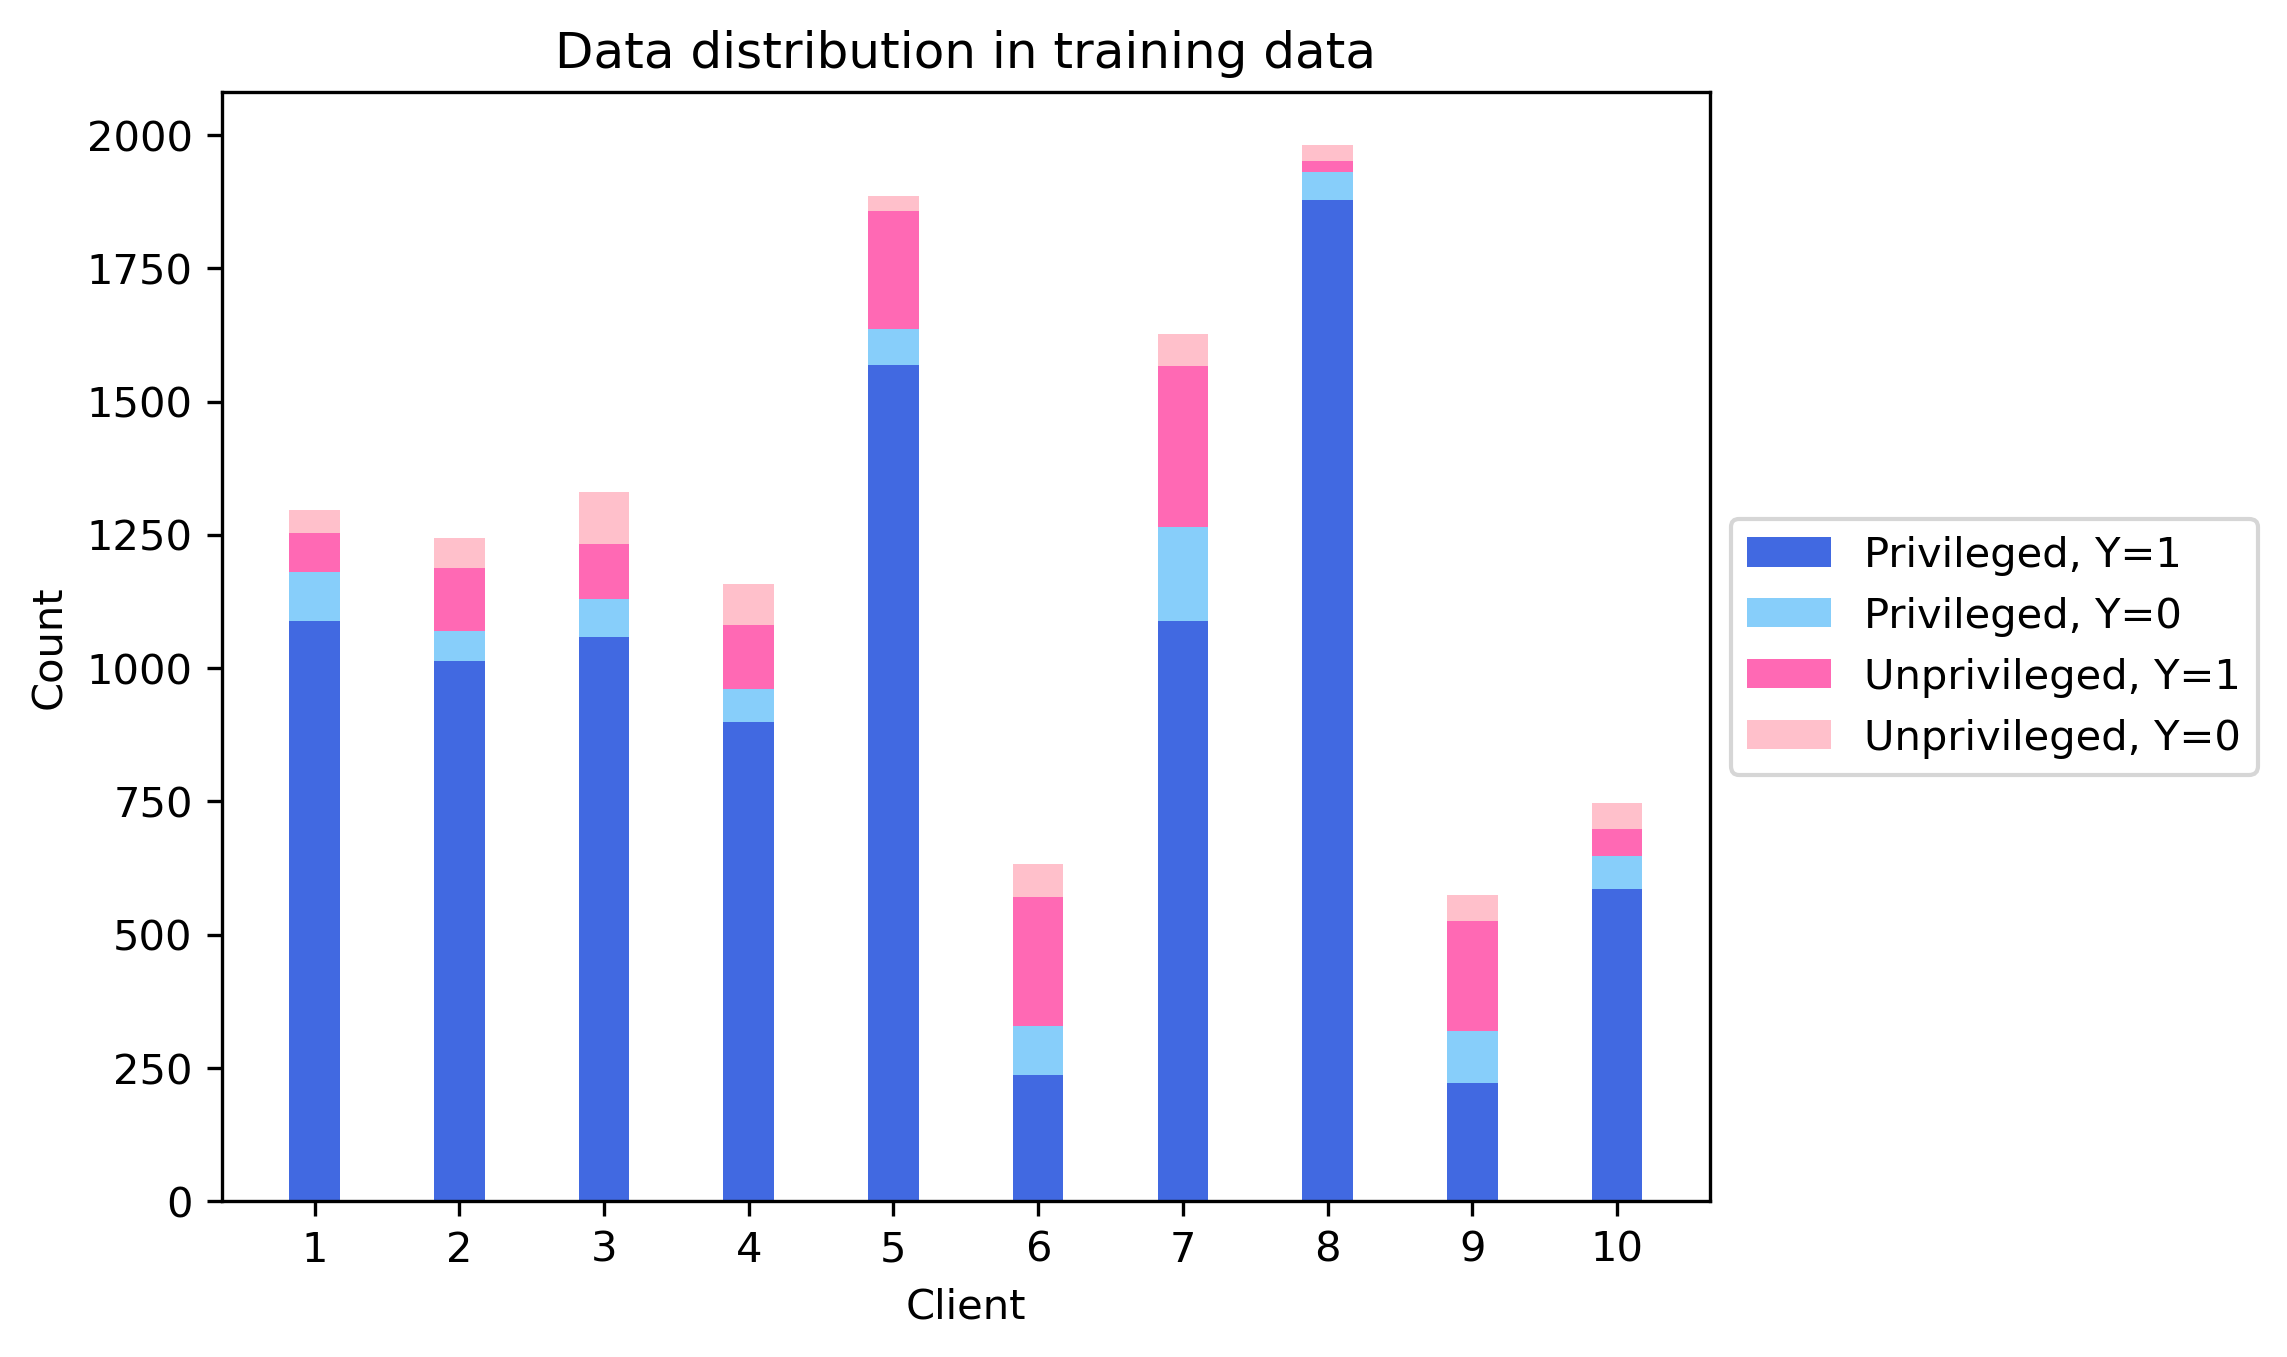 Data distribution in training data
Count
2000
1750
1500
1250
1000
750
500
250
0
1 2 3 4 5 6 7 8 9 10
Client
Privileged, Y=1
Privileged, Y=0
Unprivileged, Y=1
Unprivileged, Y=0